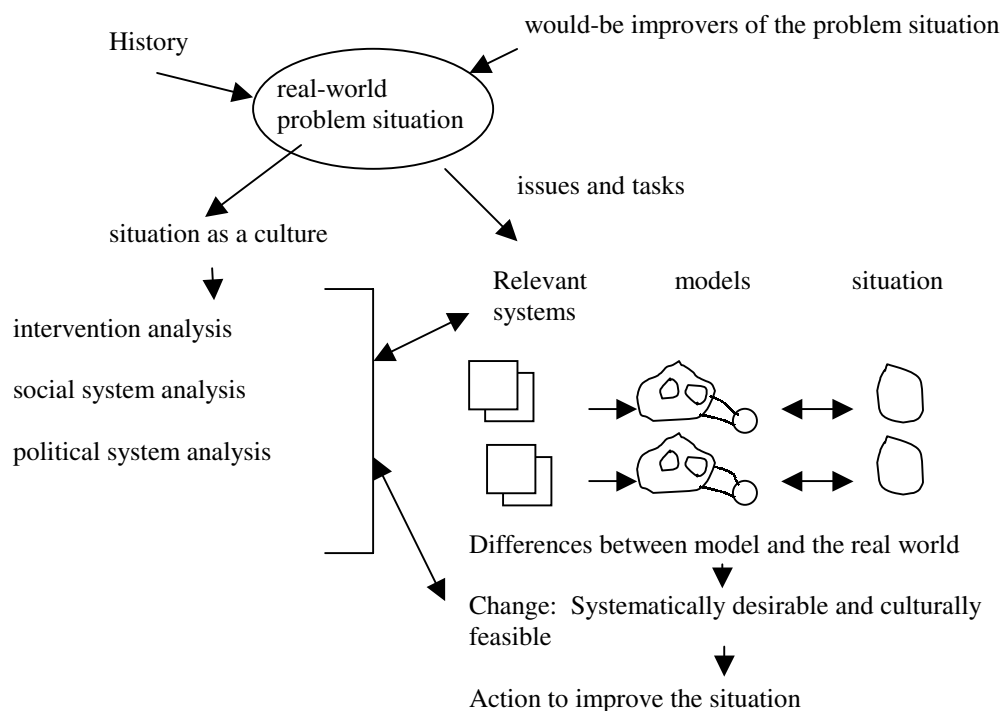 would-be improvers of the problem situation
History
real-world
problem situation
issues and tasks
situation as a culture
Relevant
systems
models
situation
intervention analysis
social system analysis
political system analysis
Differences between model and the real world
Change:  Systematically desirable and culturally
feasible
Action to improve the situation